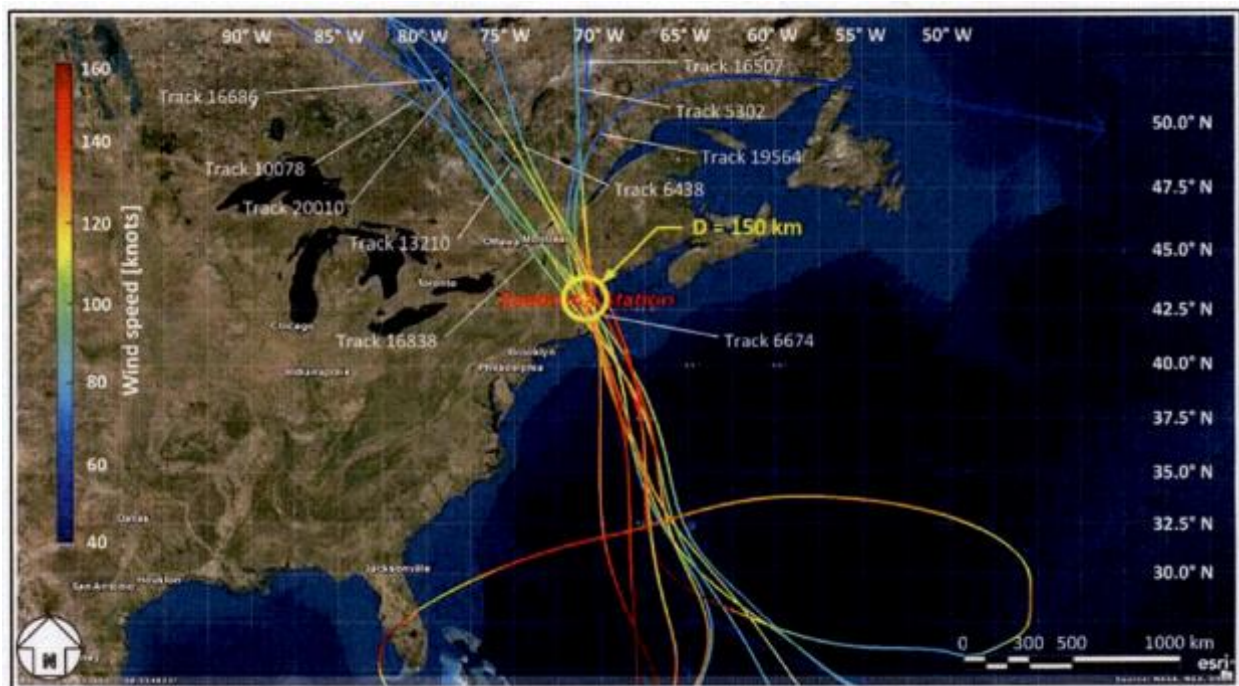 90° W 85° W 80° W 75° W 70° W 65° W 60° W 55° W 50° W
160
140
120
100
80
60
40
Wind speed [knots]
Track 16686
Track 10078
Track 20010
Track 13210
Track 16838
Track 16507
Track 5302
Track 19564
Track 6438
D = 150 km
Track 6674
Station
Ottawa Montreal
Toronto
Chicago
Indianapolis
Brooklyn
Philadelphia
Dallas
San Antonio Houston
Jacksonville
50.0° N
47.5° N
45.0° N
42.5° N
40.0° N
37.5° N
35.0° N
32.5° N
30.0° N
0 300 500 1000 km
esri
N